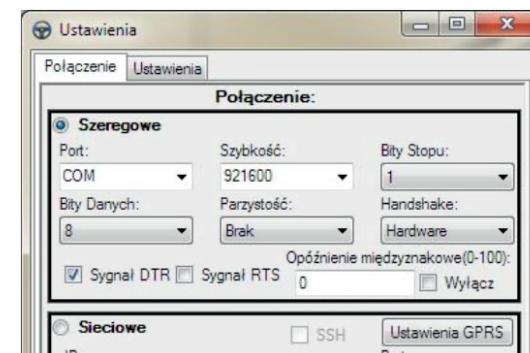 Ustawienia
Połączenie Ustawienia
Połączenie:
Szeregowe
Port: Szybkość: Bity Stopu:
COM 921600 1
Bity Danych: Parzystość: Handshake:
8 Brak Hardware
Opóźnienie międzyznakowe(0-100):
Sygnał DTR Sygnał RTS 0 Wyłącz
Sieciowe SSH Ustawienia GPRS